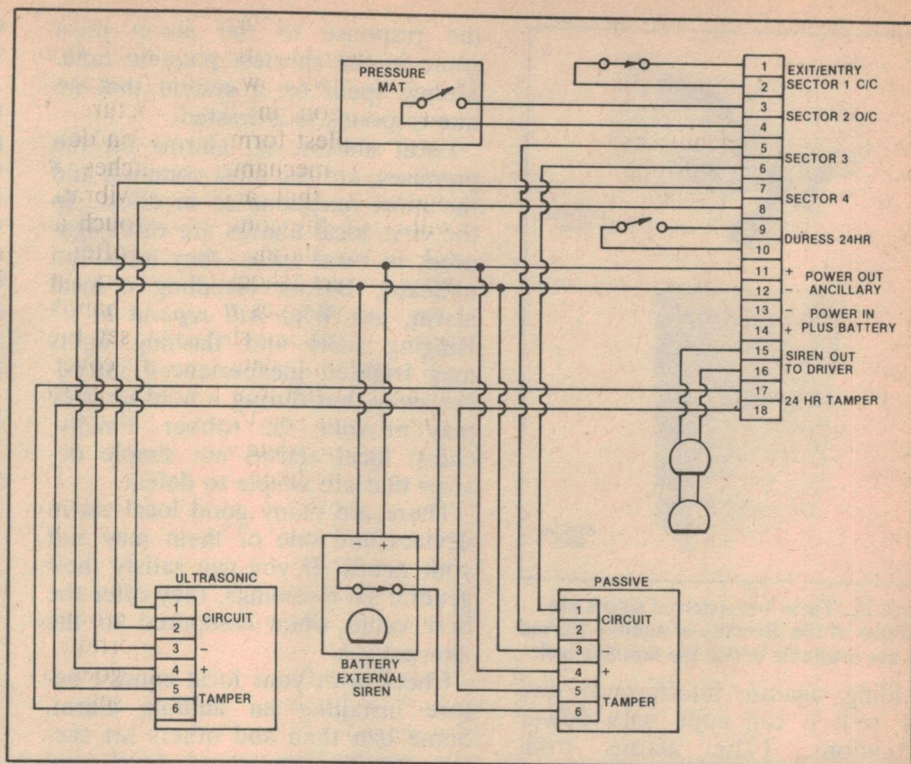 PRESSURE
MAT
1
2
3
4
5
6
7
8
9
10
11
12
13
14
15
16
17
18
EXIT/ENTRY
SECTOR 1 C/C
SECTOR 2 O/C
SECTOR 3
SECTOR 4
DURESS 24HR
+ POWER OUT
− ANCILLARY
POWER IN
+ PLUS BATTERY
SIREN OUT
TO DRIVER
24 HR TAMPER
ULTRASONIC
1
2
3
4
5
6
CIRCUIT
−
+
TAMPER
+
−
BATTERY
EXTERNAL
SIREN
PASSIVE
1
2
3
4
5
6
CIRCUIT
−
+
TAMPER